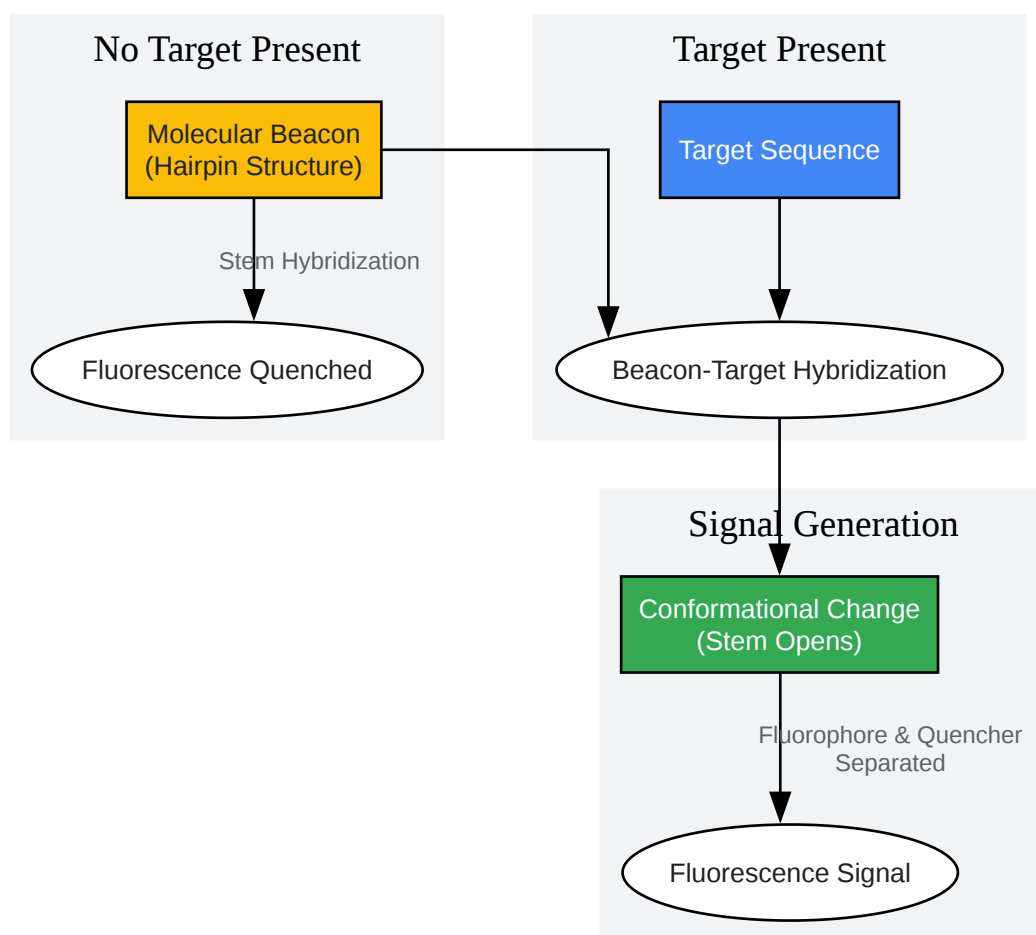 No Target Present
Molecular Beacon
(Hairpin Structure)
Stem Hybridization
Fluorescence Quenched
Target Present
Target Sequence
Beacon-Target Hybridization
Signal Generation
Conformational Change
(Stem Opens)
Fluorophore & Quencher
Separated
Fluorescence Signal